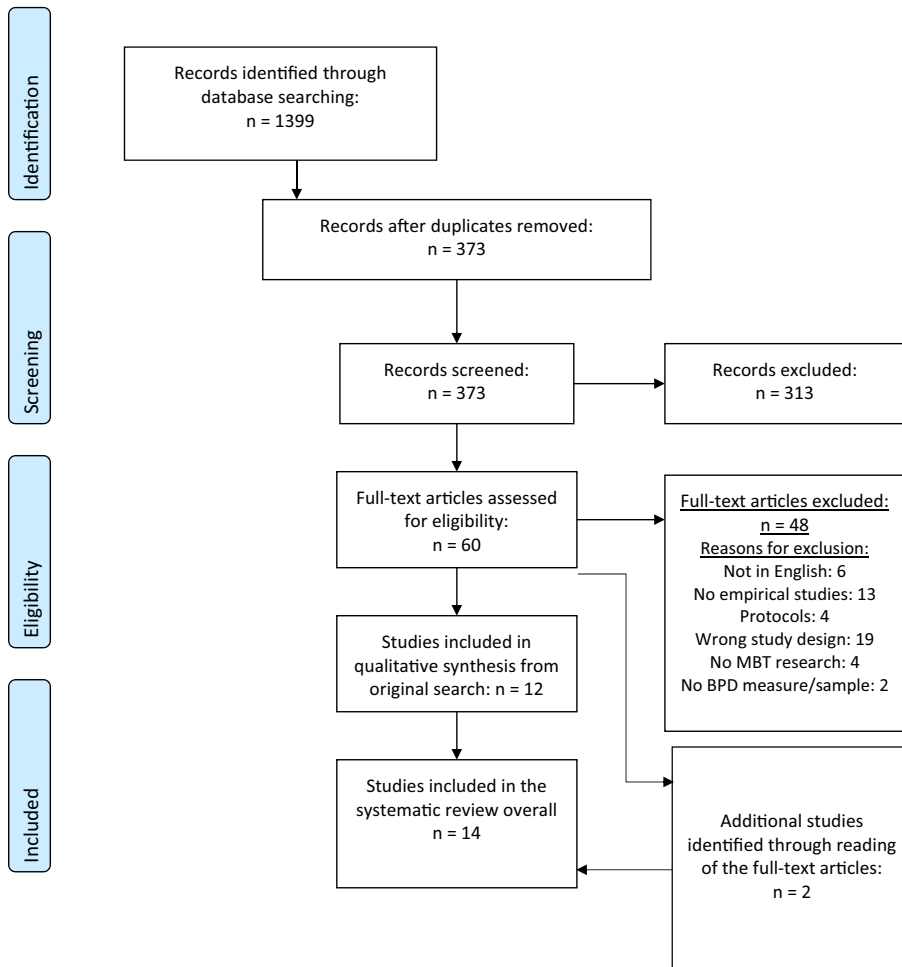 Identification
Records identified through
database searching:
n = 1399
Records after duplicates removed:
n = 373
Screening
Records screened:
n = 373
Records excluded:
n = 313
Eligibility
Full-text articles assessed
for eligibility:
n = 60
Full-text articles excluded:
n = 48
Reasons for exclusion:
Not in English: 6
No empirical studies: 13
Protocols: 4
Wrong study design: 19
No MBT research: 4
No BPD measure/sample: 2
Studies included in
qualitative synthesis from
original search: n = 12
Included
Studies included in the
systematic review overall
n = 14
Additional studies
identified through reading
of the full-text articles:
n = 2